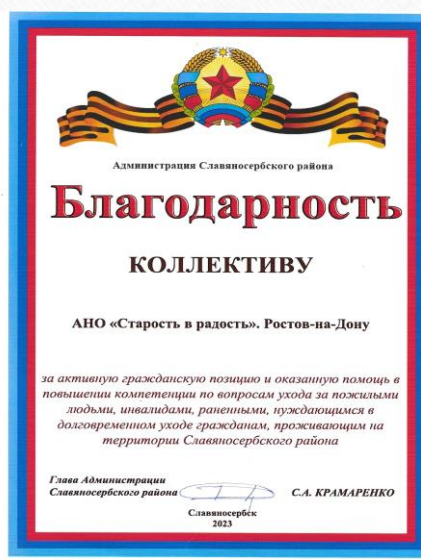 Администрация Славяносербского района
Благодарность
КОЛЛЕКТИВУ
АНО «Старость в радость». Ростов-на-Дону
за активную гражданскую позицию и оказанную помощь в
повышении компетенции по вопросам ухода за пожилыми
людьми, инвалидами, раненными, нуждающимся в
долговременном уходе гражданам, проживающим на
территории Славяносербского района
Глава Администрации
Славяносербского района С.А. КРАМАРЕНКО
Славяносербск
2023